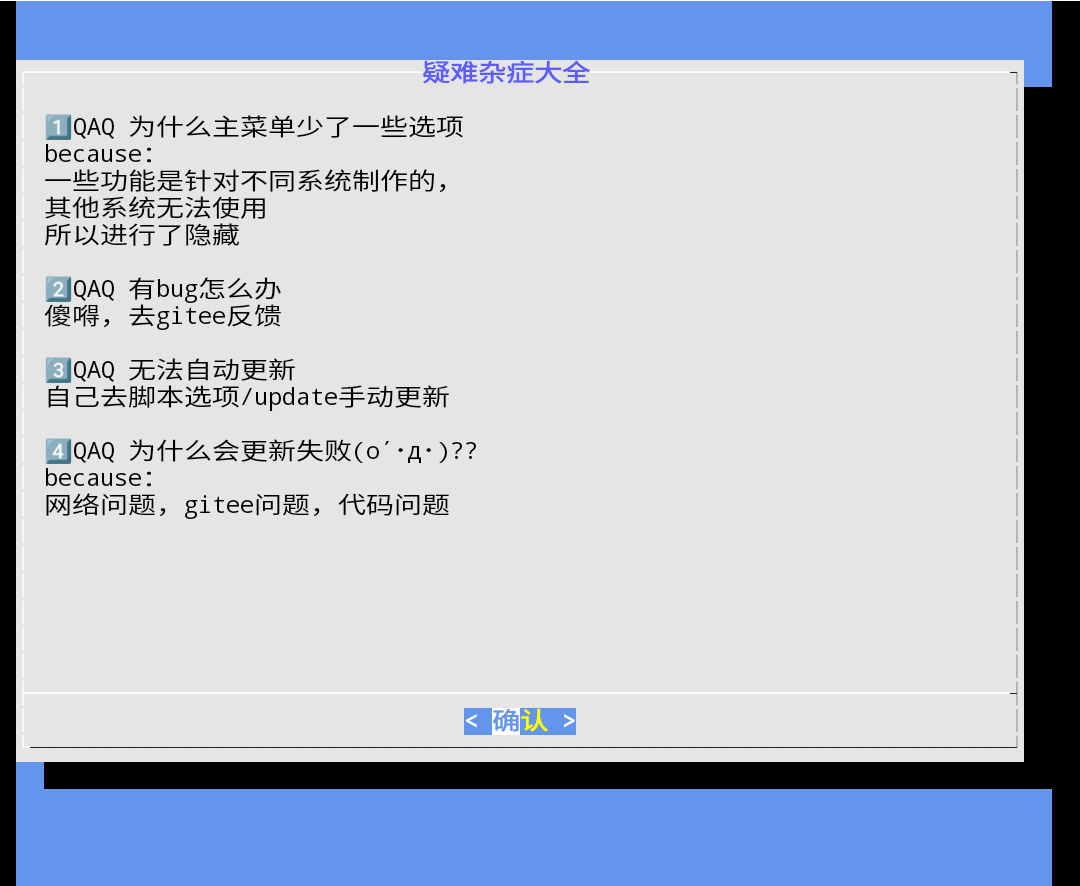 疑难杂症大全
1️⃣QAQ 为什么主菜单少了一些选项
because:
一些功能是针对不同系统制作的，
其他系统无法使用
所以进行了隐藏
2️⃣QAQ 有bug怎么办
傻嘚，去gitee反馈
3️⃣QAQ 无法自动更新
自己去脚本选项/update手动更新
4️⃣QAQ 为什么会更新失败(ο´･д･)??
because:
网络问题，gitee问题，代码问题
< 确认 >